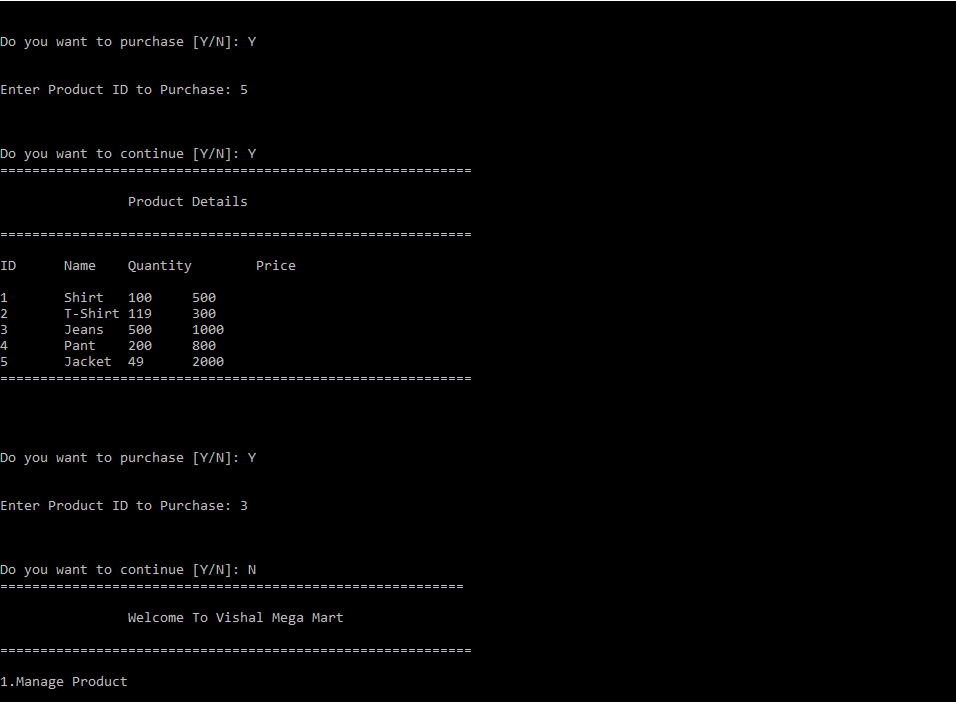 Do you want to purchase [Y/N]: Y
Enter Product ID to Purchase: 5
Do you want to continue [Y/N]: Y
===========================================================
Product Details
===========================================================
ID Name Quantity Price
1 Shirt 100 500
2 T-Shirt 119 300
3 Jeans 500 1000
4 Pant 200 800
5 Jacket 49 2000
===========================================================
Do you want to purchase [Y/N]: Y
Enter Product ID to Purchase: 3
Do you want to continue [Y/N]: N
==========================================================
Welcome To Vishal Mega Mart
===========================================================
1.Manage Product